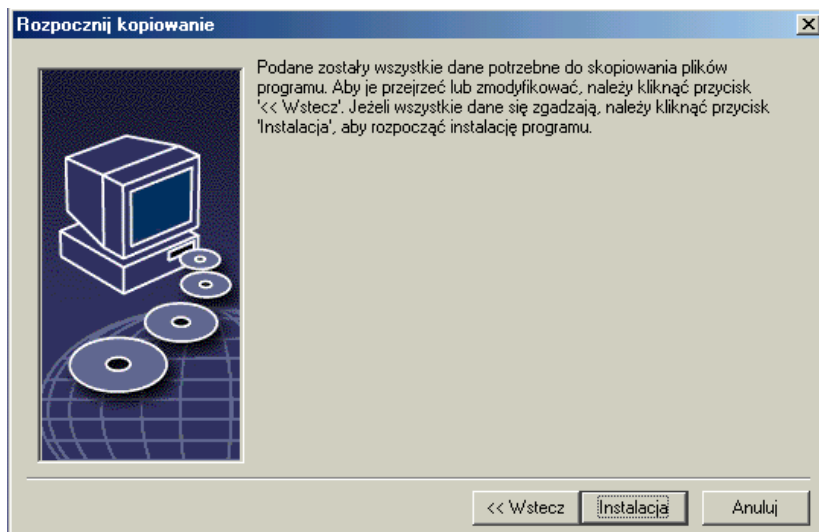 Rozpocznij kopiowanie
Podane zostały wszystkie dane potrzebne do skopiowania plików
programu. Aby je przejrzeć lub zmodyfikować, należy kliknąć przycisk
'<< Wstecz'. Jeżeli wszystkie dane się zgadzają, należy kliknąć przycisk
'Instalacja', aby rozpocząć instalację programu.
<< Wstecz Instalacja Anuluj